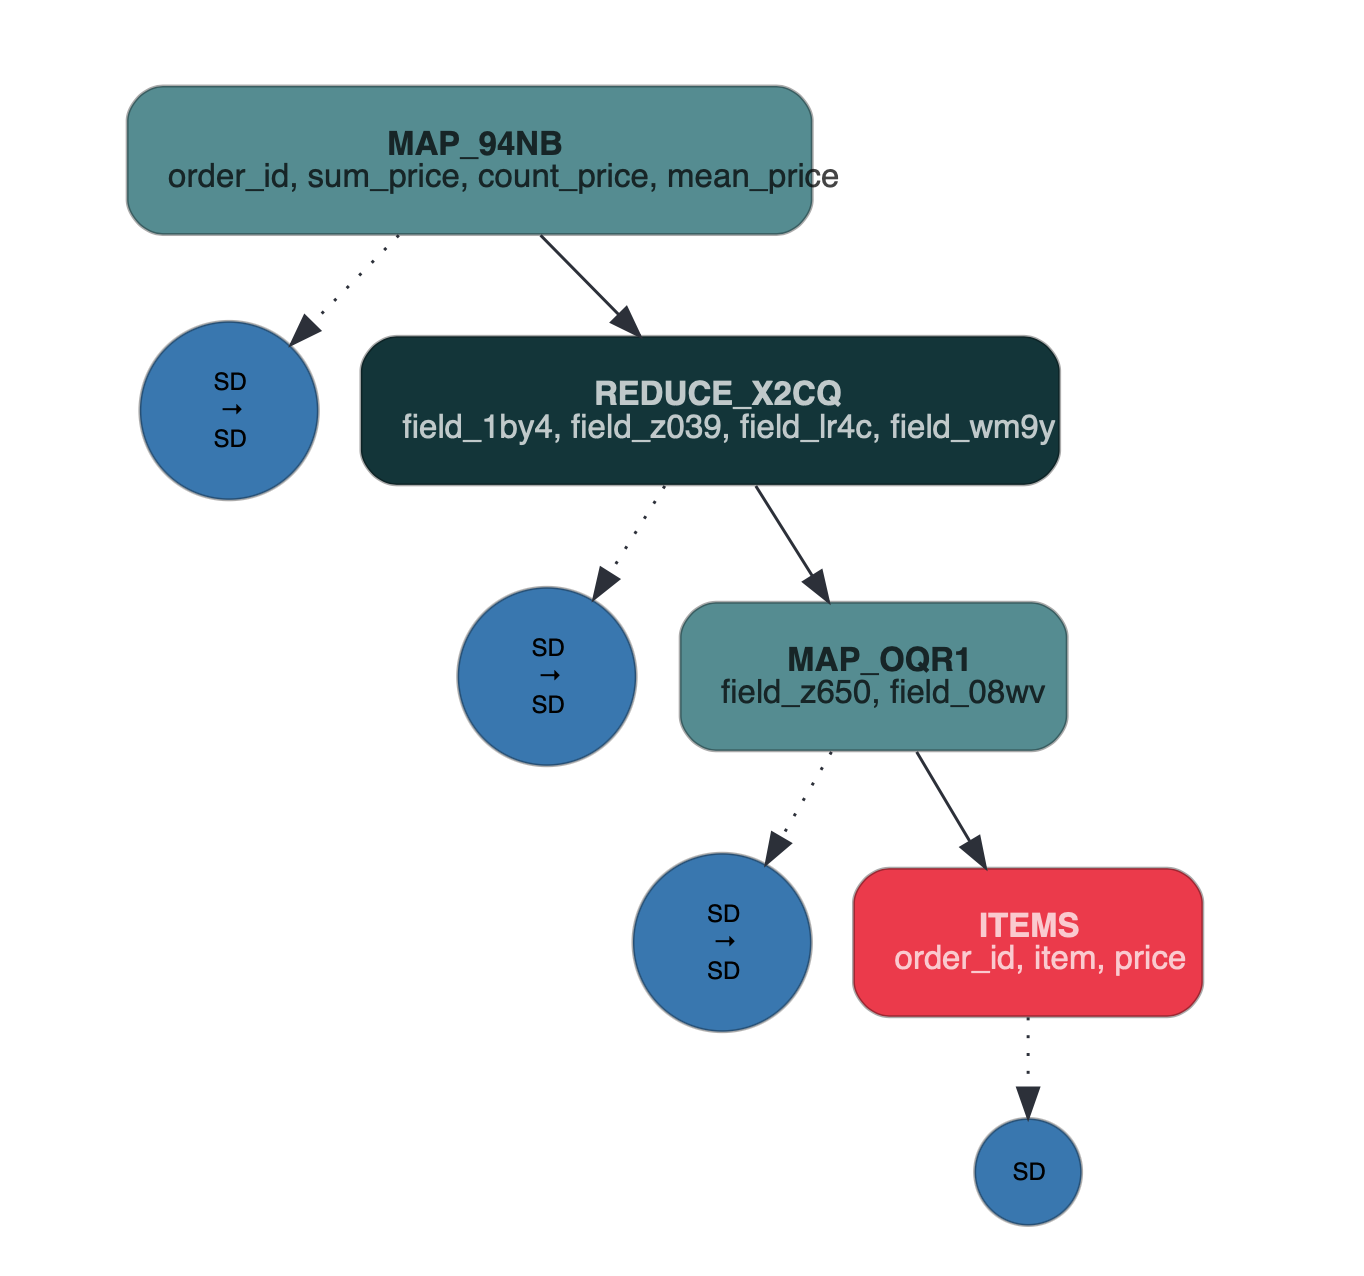 MAP_94NB
order_id, sum_price, count_price, mean_price
SD
→
SD
REDUCE_X2CQ
field_1by4, field_z039, field_lr4c, field_wm9y
SD
→
SD
MAP_OQR1
field_z650, field_08wv
SD
→
SD
ITEMS
order_id, item, price
SD